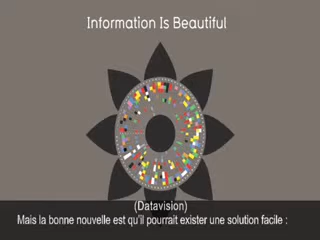 Information Is Beautiful
(Datavision)
Mais la bonne nouvelle est qu'il pourrait exister une solution facile :